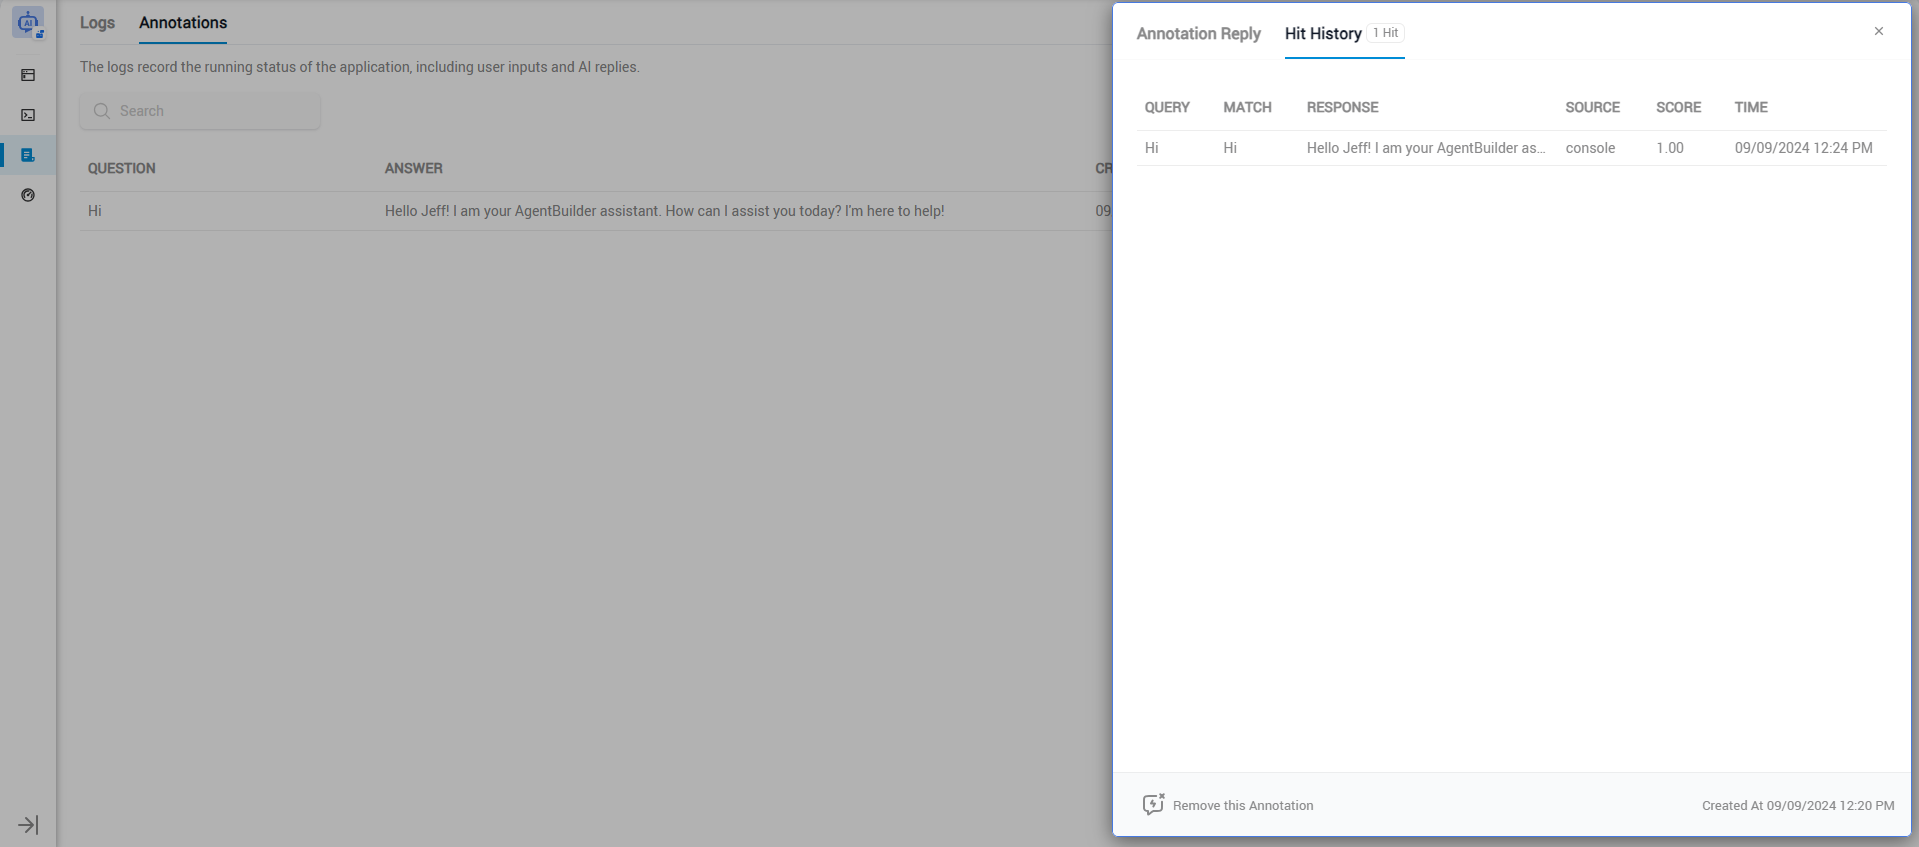 AI
Logs Annotations
The logs record the running status of the application, including user inputs and AI replies.
Search
QUESTION ANSWER CR
Hi Hello Jeff! I am your AgentBuilder assistant. How can I assist you today? I'm here to help! 09
Annotation Reply Hit History 1 Hit
QUERY MATCH RESPONSE SOURCE SCORE TIME
Hi Hi Hello Jeff! I am your AgentBuilder as... console 1.00 09/09/2024 12:24 PM
Remove this Annotation Created At 09/09/2024 12:20 PM